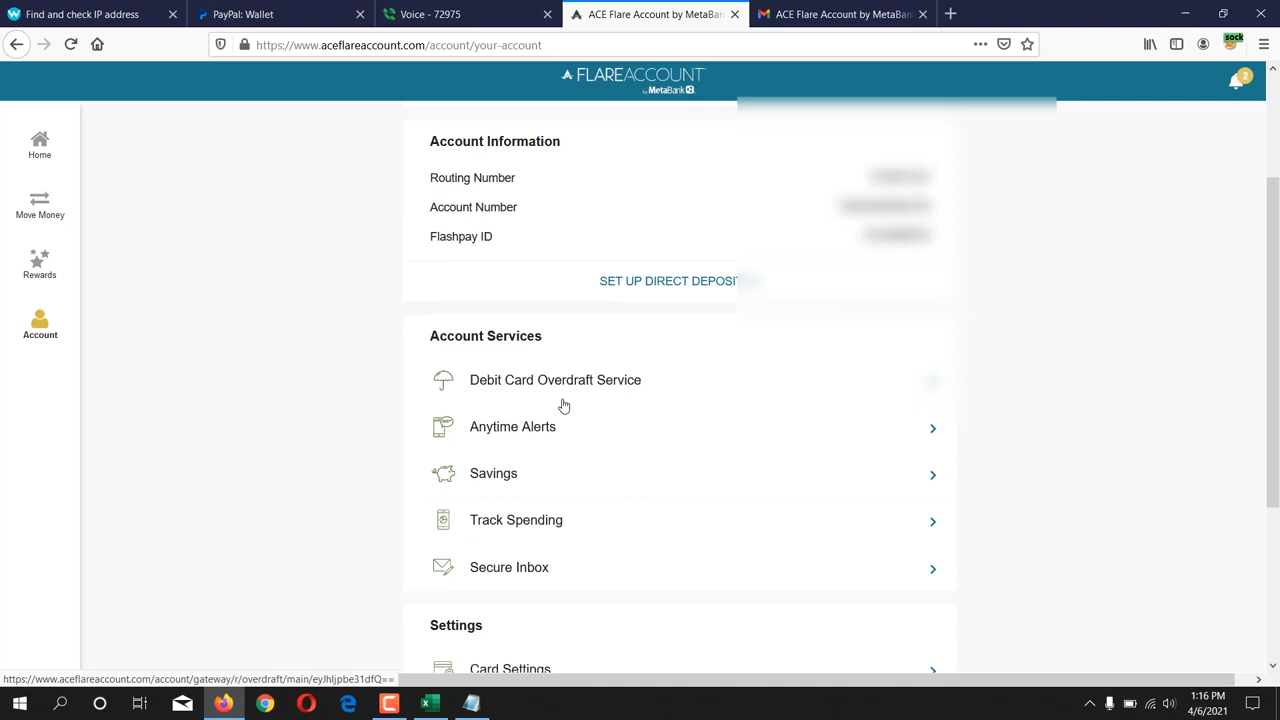 Find and check IP address
PayPal: Wallet
Voice - 72975
ACE Flare Account by MetaBan
ACE Flare Account by MetaBan
https://www.aceflareaccount.com/account/your-account
sock
FLAREACCOUNT
by MetaBank
2
Home
Move Money
Rewards
Account
Account Information
Routing Number
Account Number
Flashpay ID
SET UP DIRECT DEPOSIT
Account Services
Debit Card Overdraft Service
Anytime Alerts
Savings
Track Spending
Secure Inbox
Settings
Card Settings
https://www.aceflareaccount.com/account/gateway/r/overdraft/main/eyJhIjpbe31dfQ==
1:16 PM
4/6/2021